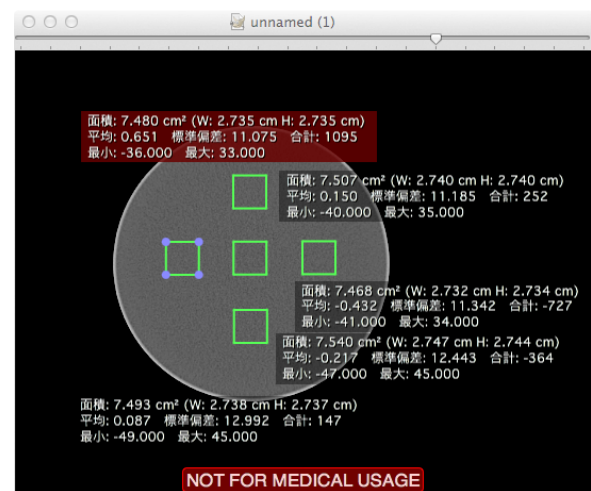 unnamed (1)
面積: 7.480 cm² (W: 2.735 cm H: 2.735 cm)
平均: 0.651 標準偏差: 11.075 合計: 1095
最小: -36.000 最大: 33.000
面積: 7.507 cm² (W: 2.740 cm H: 2.740 cm)
平均: 0.150 標準偏差: 11.185 合計: 252
最小: -40.000 最大: 35.000
面積: 7.468 cm² (W: 2.732 cm H: 2.734 cm)
平均: -0.432 標準偏差: 11.342 合計: -727
最小: -41.000 最大: 34.000
面積: 7.540 cm² (W: 2.747 cm H: 2.744 cm)
平均: -0.217 標準偏差: 12.443 合計: -364
最小: -47.000 最大: 45.000
面積: 7.493 cm² (W: 2.738 cm H: 2.737 cm)
平均: 0.087 標準偏差: 12.992 合計: 147
最小: -49.000 最大: 45.000
NOT FOR MEDICAL USAGE